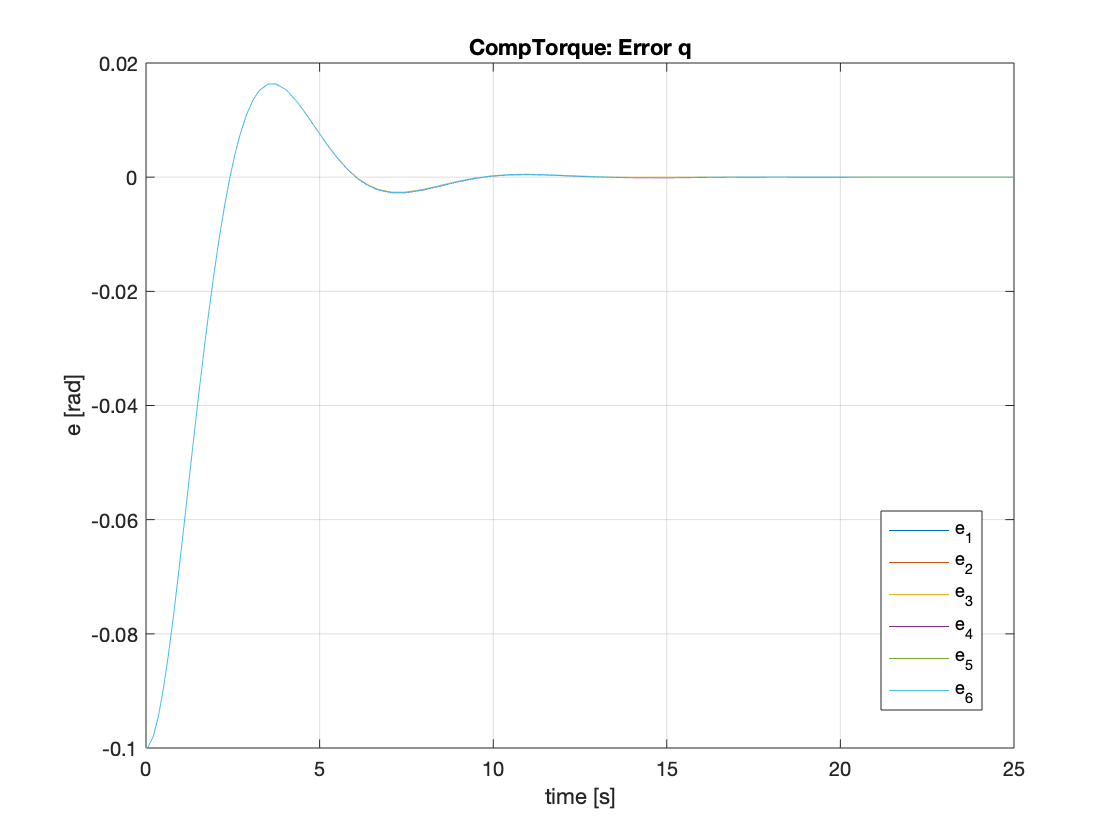 CompTorque: Error q
0.02
0
-0.02
-0.04
-0.06
-0.08
-0.1
e [rad]
e₁
e₂
e₃
e₄
e₅
e₆
0 5 10 15 20 25
time [s]